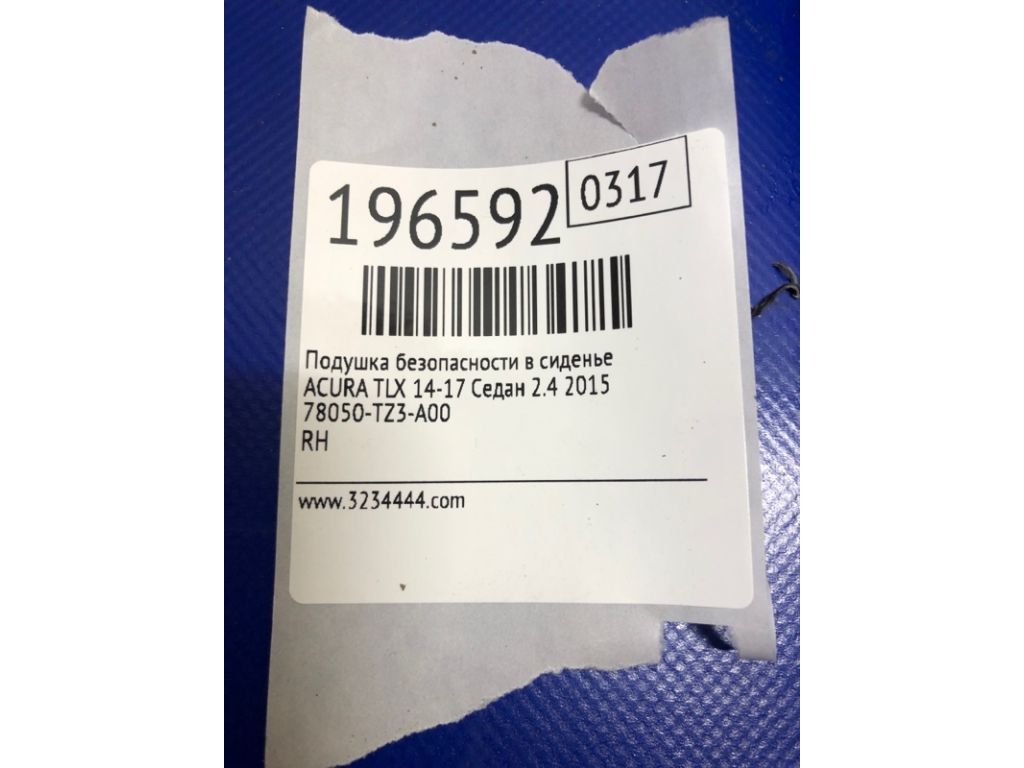 196592 0317
Подушка безопасности в сиденье
ACURA TLX 14-17 Седан 2.4 2015
78050-TZ3-A00
RH
www.3234444.com